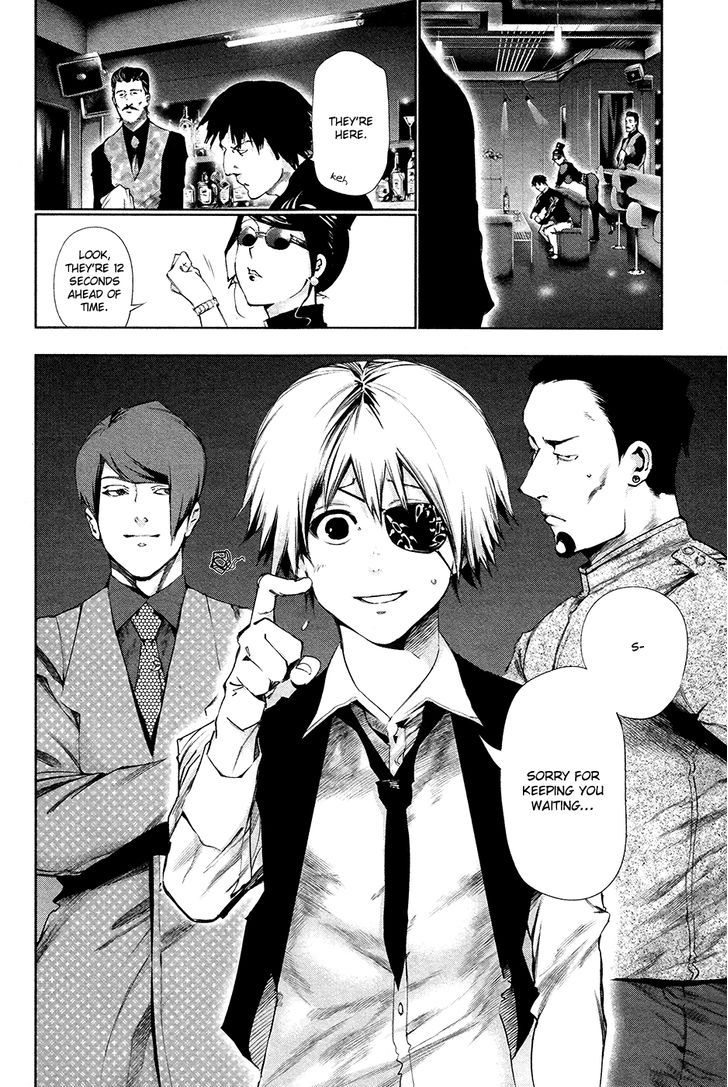 THEY'RE
HERE.
keh
LOOK,
THEY'RE 12
SECONDS
AHEAD OF
TIME.
S-
SORRY FOR
KEEPING YOU
WAITING...